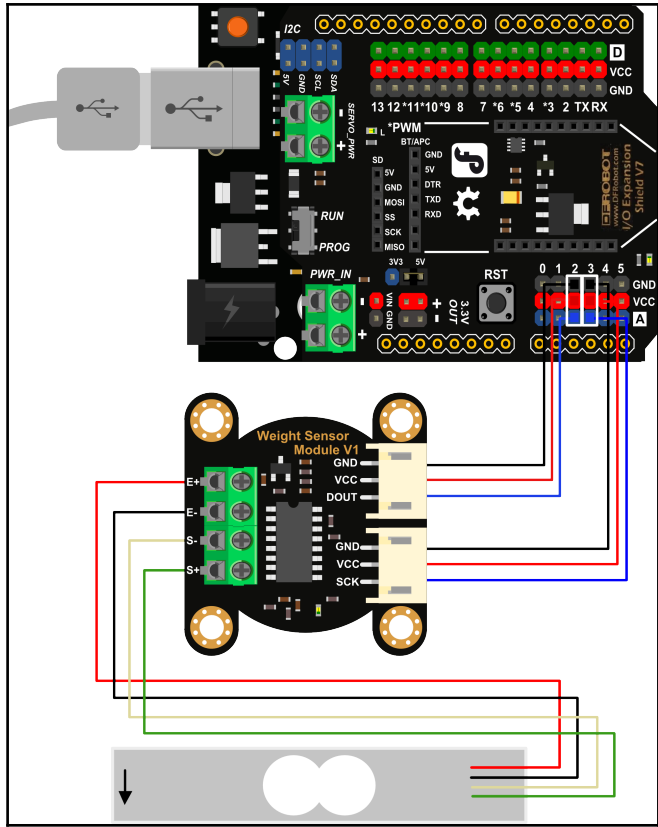 I2C
5V GND SCL SDA
D
VCC
GND
13 12 *11 *10 *9 8 7 *6 *5 4 *3 2 TX RX
SERVO_PWR
-
+
L
*PWM
BT/APC
GND
5V
DTR
TXD
RXD
SD
5V
GND
MOSI
SS
SCK
MISO
DFROBOT
www.DFRobot.com
I/O Expansion
Shield V7
RUN
PROG
PWR_IN
-
+
3V3 5V
VIN GND
+
-
3.3V
OUT
RST
0 1 2 3 4 5
GND
VCC
A
Weight Sensor
Module V1
GND
VCC
DOUT
GND
VCC
SCK
E+
E-
S-
S+